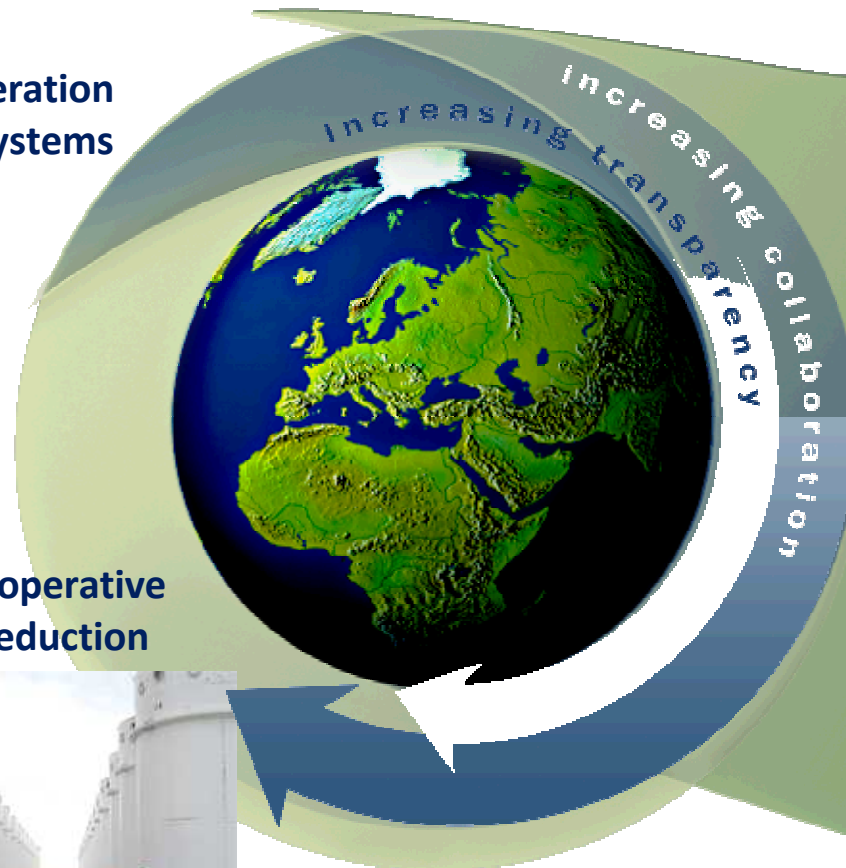 eration
ystems
Increasing transparency
increasing collaboration
operative
eduction